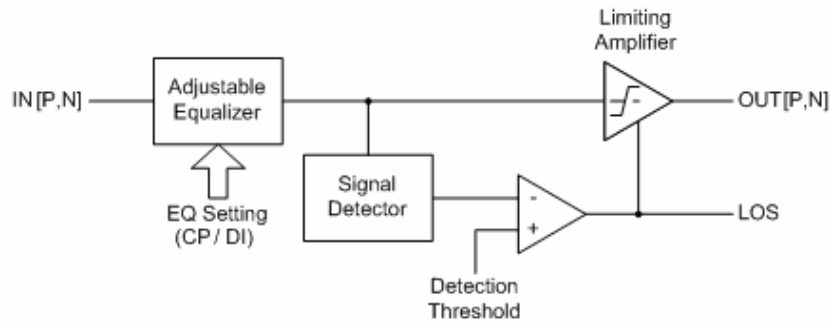 Limiting
Amplifier
IN[P,N]
Adjustable
Equalizer
OUT[P,N]
EQ Setting
(CP / DI)
Signal
Detector
-
+
LOS
Detection
Threshold